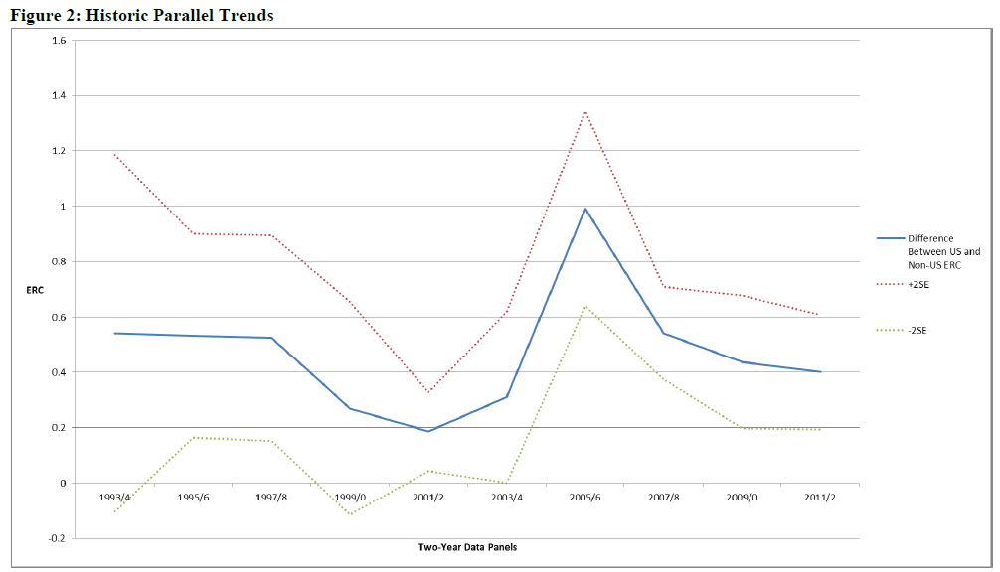 Figure 2: Historic Parallel Trends
1.6
1.4
1.2
1
0.8
0.6
0.4
0.2
0
-0.2
ERC
1993/4
1995/6
1997/8
1999/0
2001/2
2003/4
2005/6
2007/8
2009/0
2011/2
Two-Year Data Panels
Difference
Between US and
Non-US ERC
+2SE
-2SE